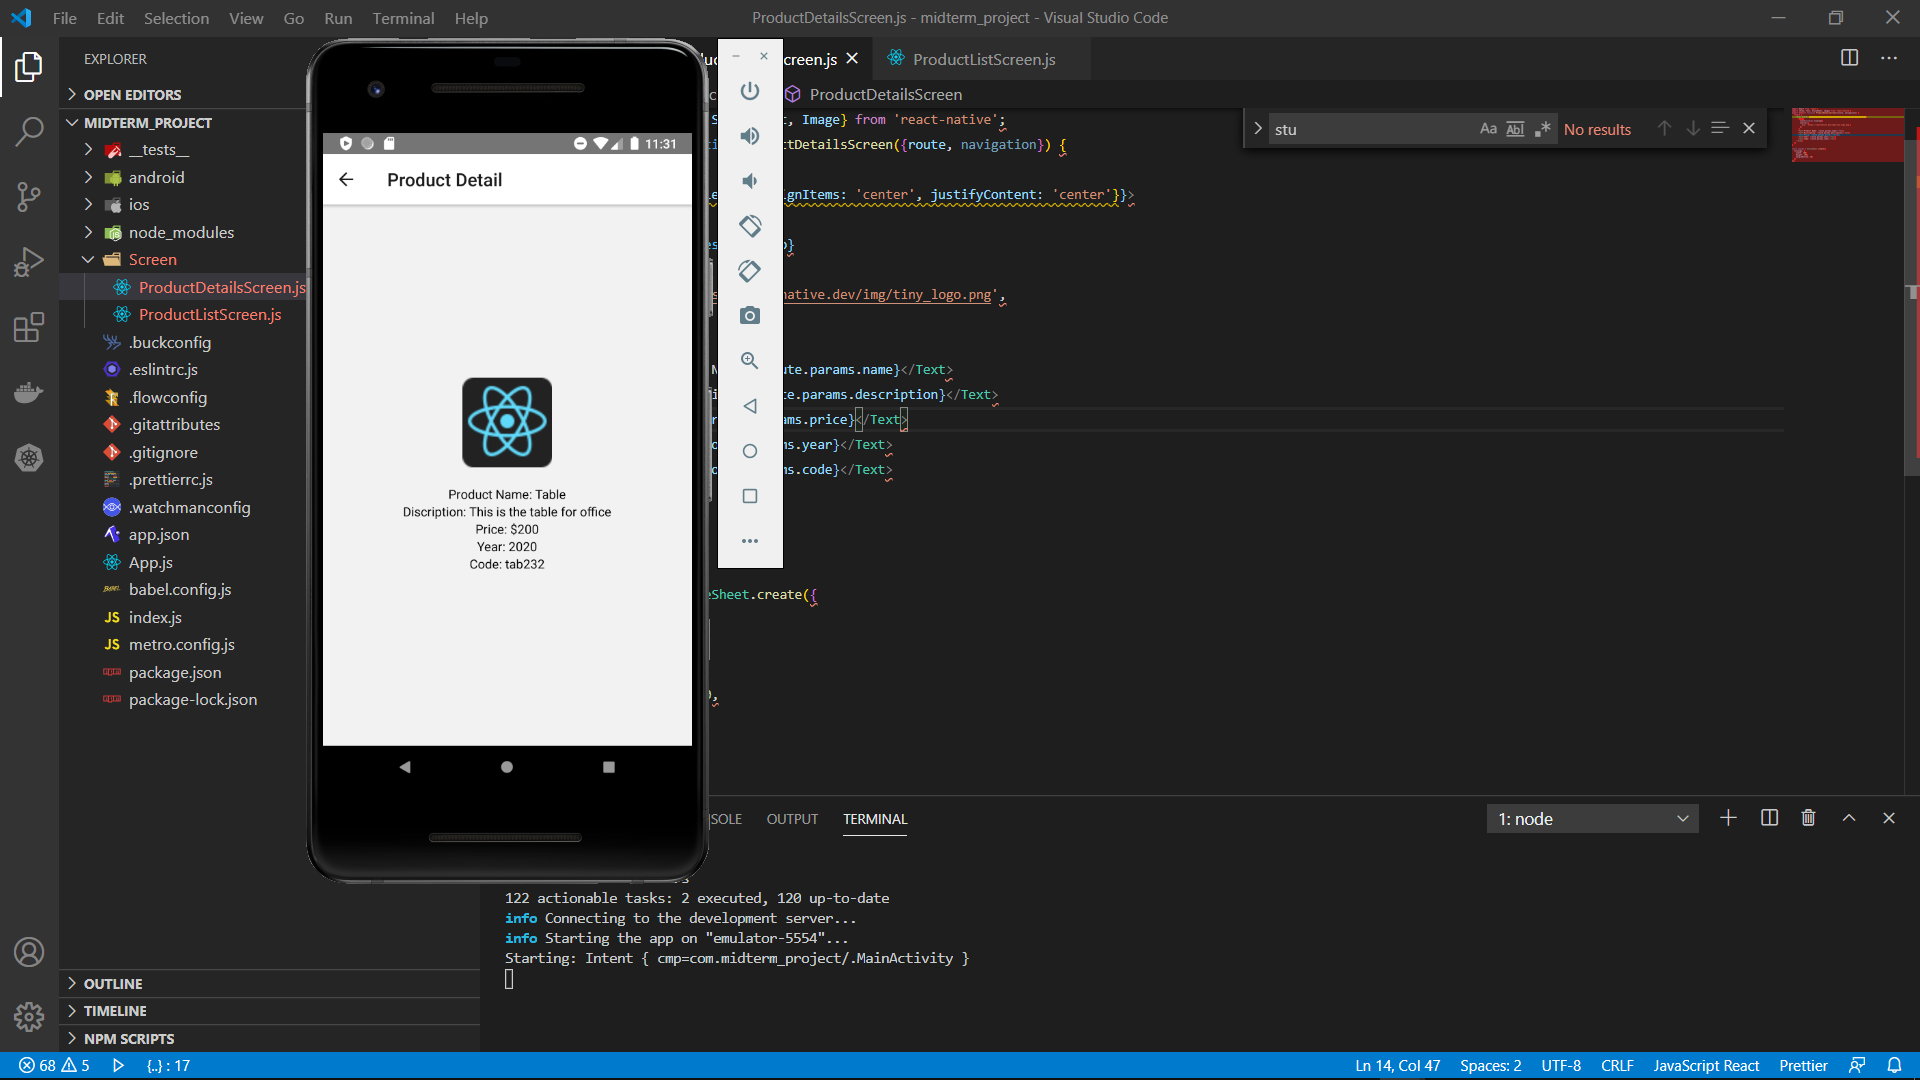 File Edit Selection View Go Run Terminal Help
ProductDetailsScreen.js - midterm_project - Visual Studio Code
EXPLORER
OPEN EDITORS
MIDTERM_PROJECT
__tests__
android
ios
node_modules
Screen
ProductDetailsScreen.js
ProductListScreen.js
.buckconfig
.eslintrc.js
.flowconfig
.gitattributes
.gitignore
.prettierrc.js
.watchmanconfig
app.json
App.js
babel.config.js
JS index.js
JS metro.config.js
package.json
package-lock.json
OUTLINE
TIMELINE
NPM SCRIPTS
11:31
Product Detail
Product Name: Table
Discription: This is the table for office
Price: $200
Year: 2020
Code: tab232
creen.js
ProductListScreen.js
ProductDetailsScreen
stu
Aa Abl .* No results
, Image} from 'react-native';
ctDetailsScreen({route, navigation}) {
gnItems: 'center', justifyContent: 'center'}}>
native.dev/img/tiny_logo.png',
ute.params.name}</Text>
te.params.description}</Text>
ams.price}</Text>
ms.year}</Text>
ms.code}</Text>
eSheet.create({
SOLE OUTPUT TERMINAL
1: node
122 actionable tasks: 2 executed, 120 up-to-date
info Connecting to the development server...
info Starting the app on "emulator-5554"...
Starting: Intent { cmp=com.midterm_project/.MainActivity }
68 5 {..} : 17
Ln 14, Col 47 Spaces: 2 UTF-8 CRLF JavaScript React Prettier